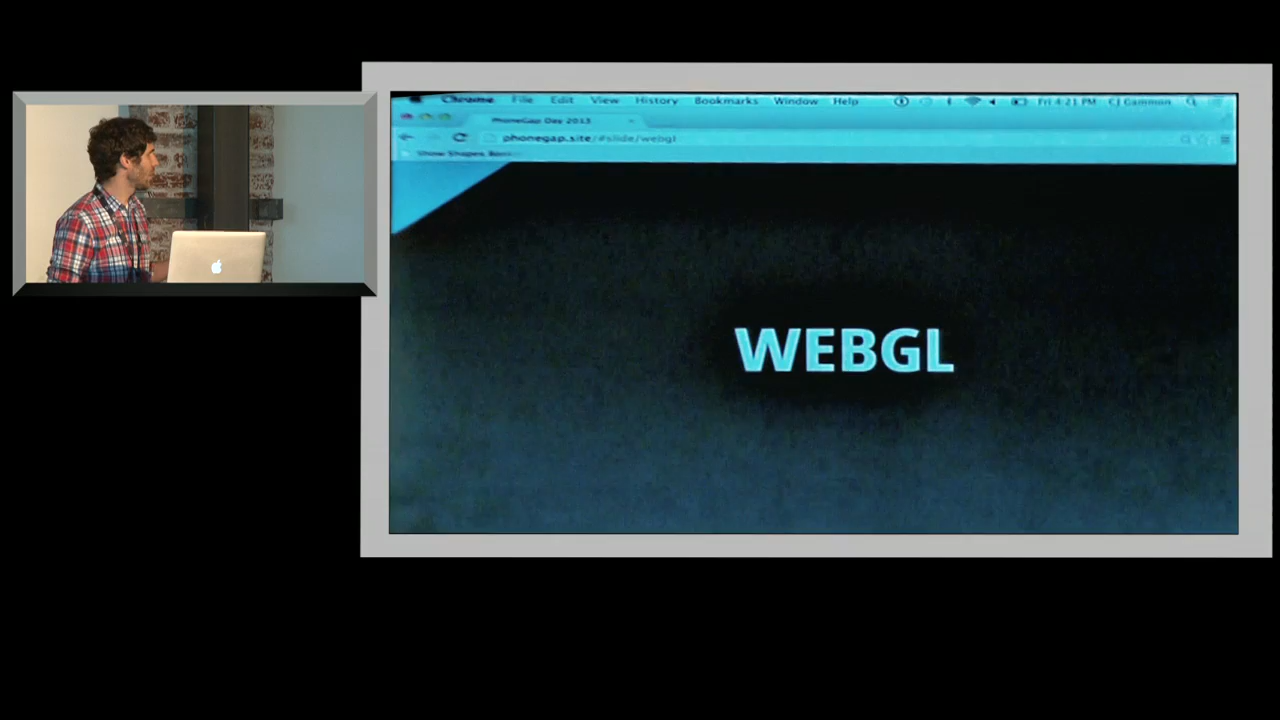 Chrome File Edit View History Bookmarks Window Help Fri 4:21 PM CJ Gammon
PhoneGap Day 2013
phonegap.site/#slide/webgl
WEBGL